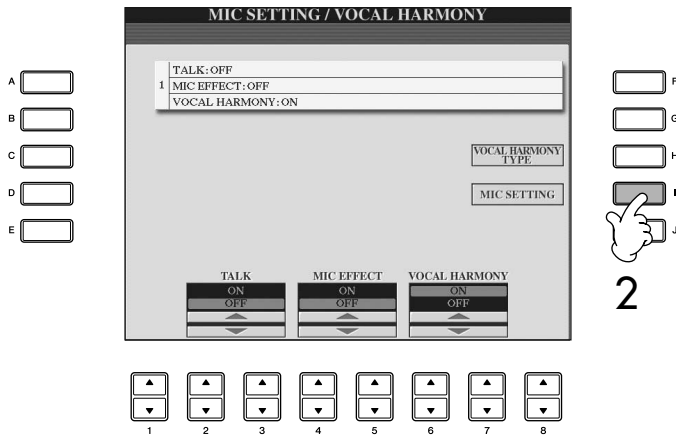 MIC SETTING / VOCAL HARMONY
TALK:OFF
1 MIC EFFECT:OFF
VOCAL HARMONY:ON
A
B
C
D
E
F
G
H
I
J
VOCAL HARMONY
TYPE
MIC SETTING
2
TALK MIC EFFECT VOCAL HARMONY
ON ON ON
OFF OFF OFF
1 2 3 4 5 6 7 8